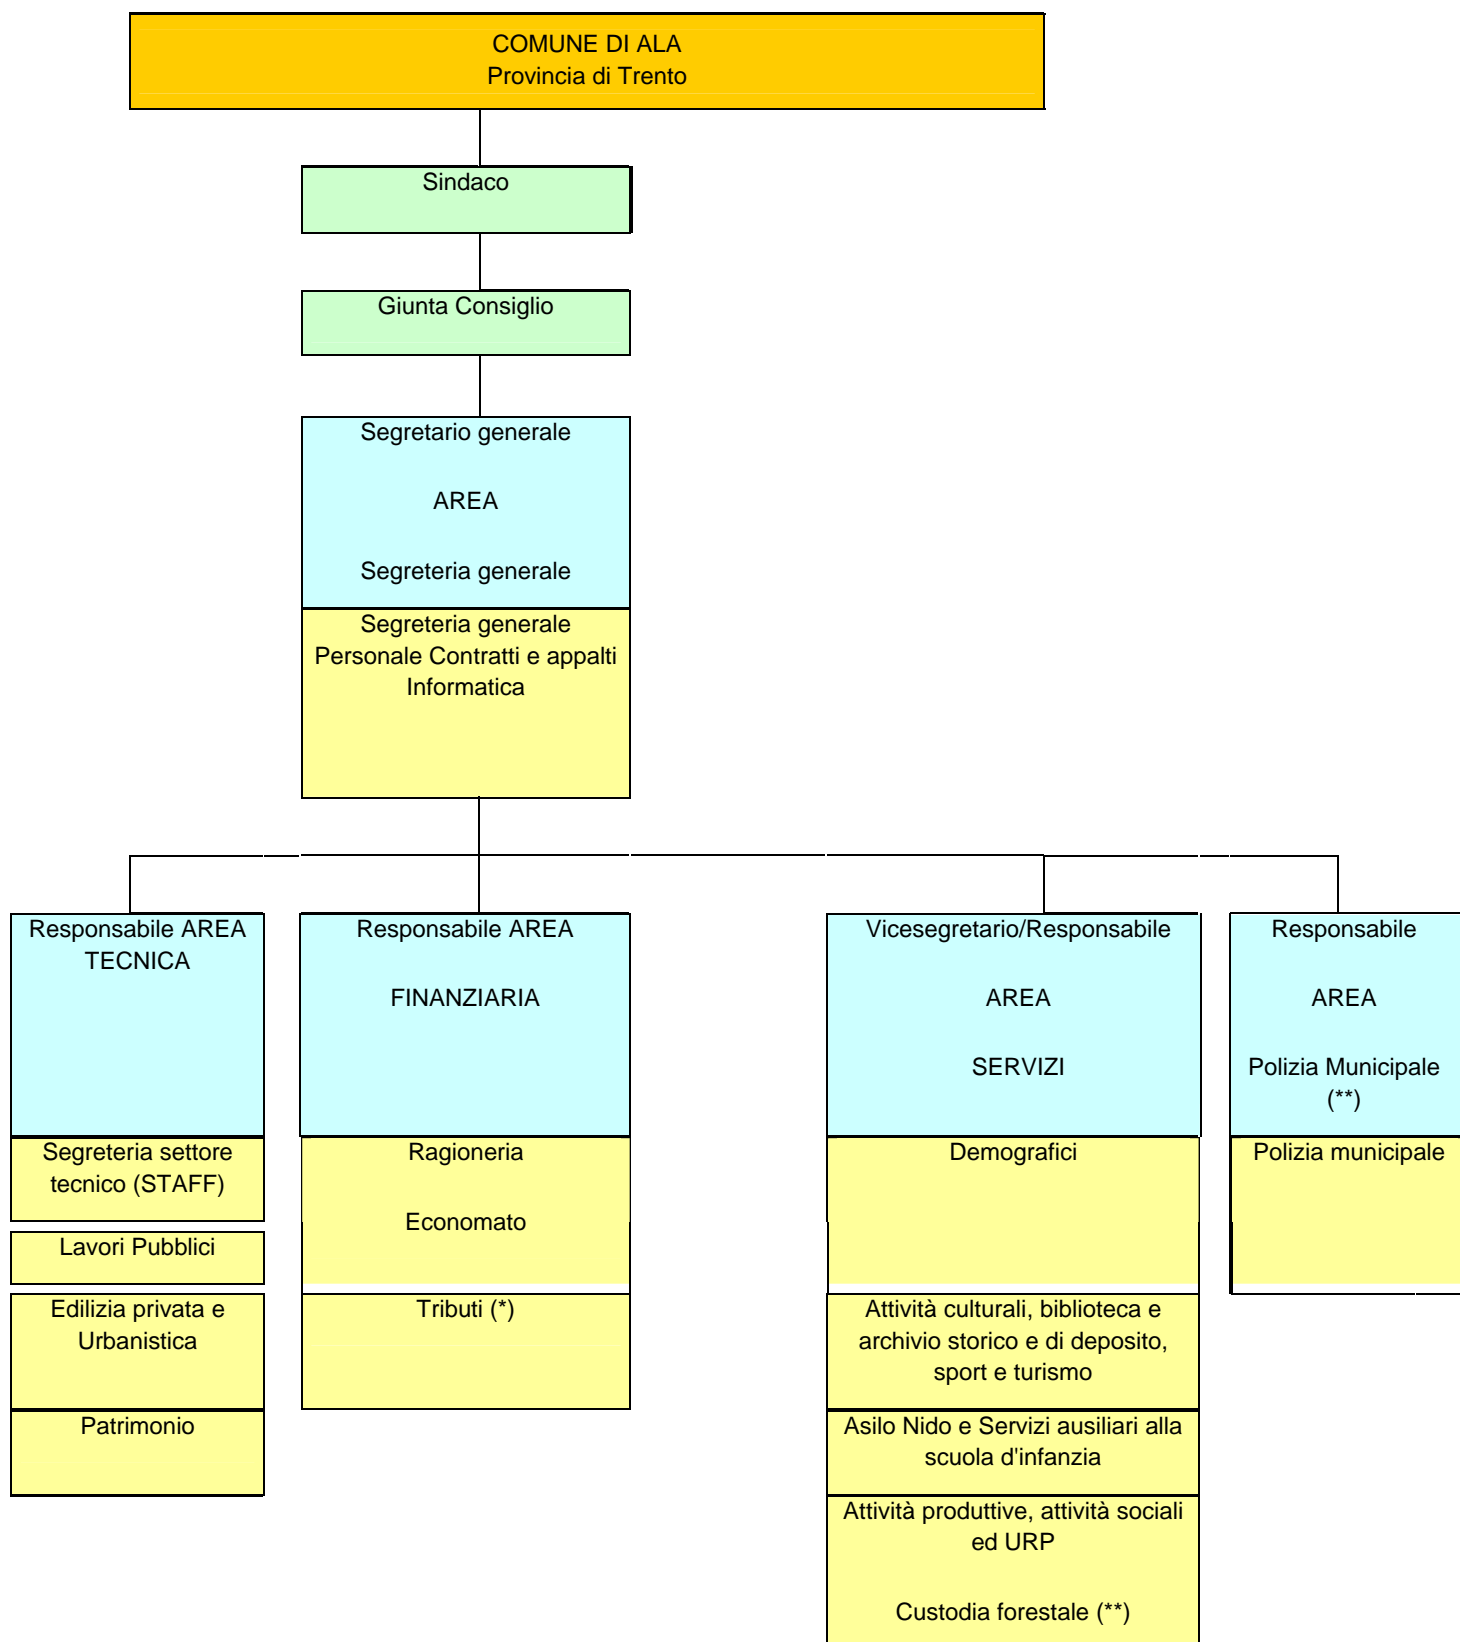 COMUNE DI ALA
Provincia di Trento
Sindaco
Giunta Consiglio
Segretario generale
AREA
Segreteria generale
Segreteria generale
Personale Contratti e appalti
Informatica
Responsabile AREA
TECNICA
Segreteria settore
tecnico (STAFF)
Lavori Pubblici
Edilizia privata e
Urbanistica
Patrimonio
Responsabile AREA
FINANZIARIA
Ragioneria
Economato
Tributi (*)
Vicesegretario/Responsabile
AREA
SERVIZI
Demografici
Attività culturali, biblioteca e
archivio storico e di deposito,
sport e turismo
Asilo Nido e Servizi ausiliari alla
scuola d'infanzia
Attività produttive, attività sociali
ed URP
Custodia forestale (**)
Responsabile
AREA
Polizia Municipale
(**)
Polizia municipale